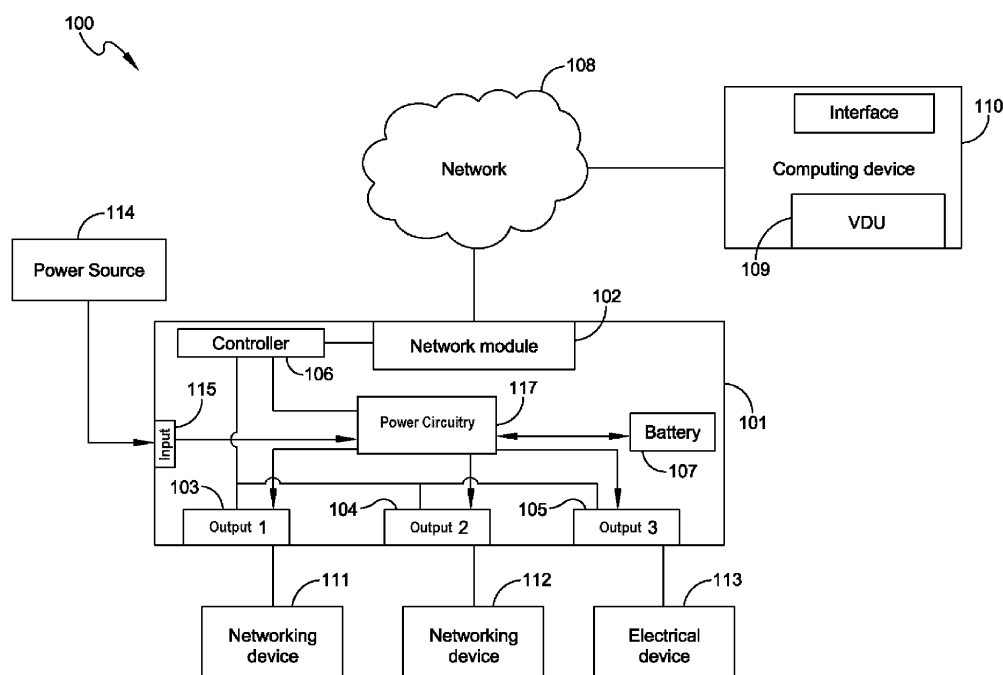 100
108
Network
Interface
110
Computing device
VDU
109
114
Power Source
102
Controller
Network module
106
115
117
Power Circuitry
101
Input
Battery
107
103
104
105
Output 1
Output 2
Output 3
111
112
113
Networking
device
Networking
device
Electrical
device